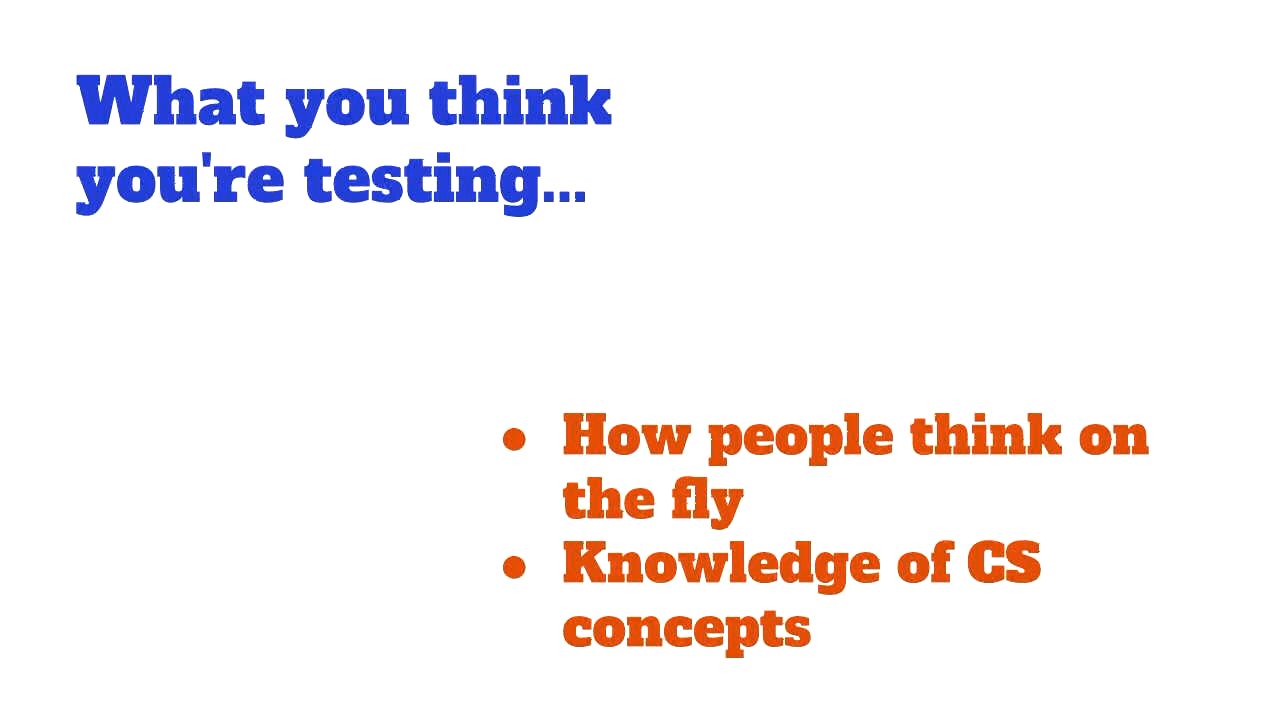 What you think
you're testing...
● How people think on
the fly
● Knowledge of CS
concepts